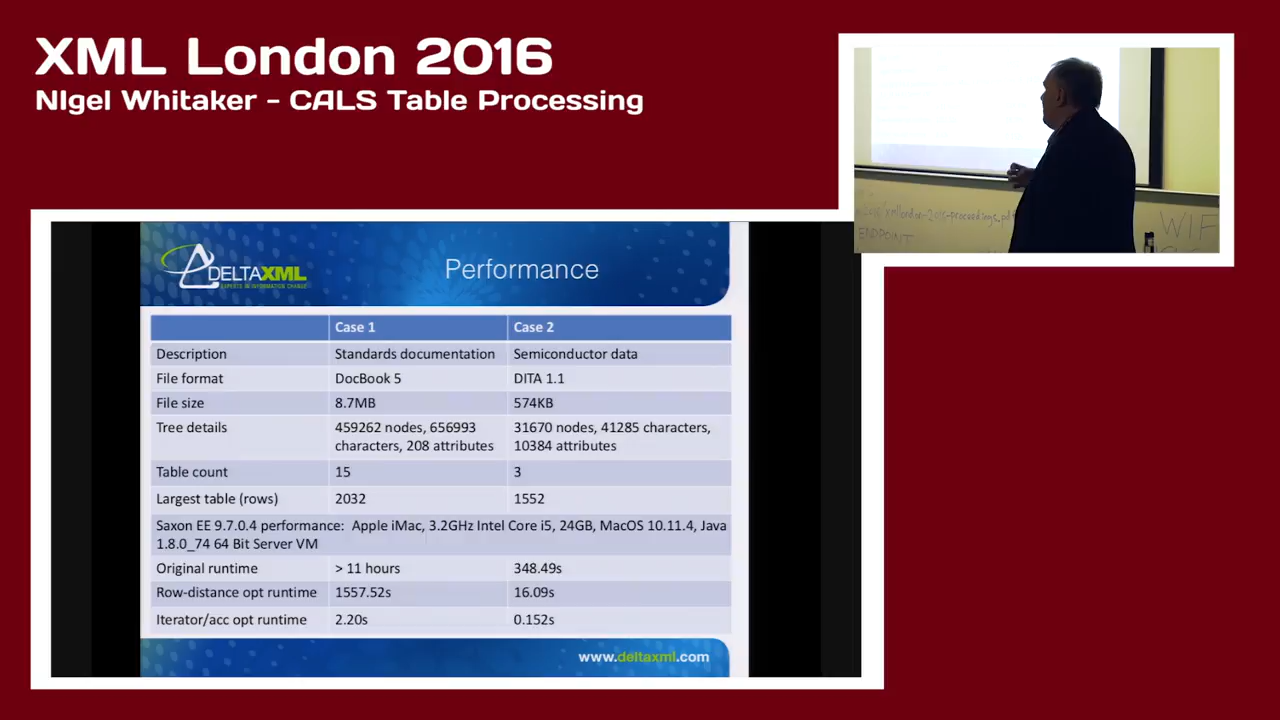 XML London 2016
NIgel Whitaker - CALS Table Processing
DELTAXML
EXPERTS IN INFORMATION CHANGE
Performance
Case 1 Case 2
Description Standards documentation Semiconductor data
File format DocBook 5 DITA 1.1
File size 8.7MB 574KB
Tree details 459262 nodes, 656993 characters, 208 attributes 31670 nodes, 41285 characters, 10384 attributes
Table count 15 3
Largest table (rows) 2032 1552
Saxon EE 9.7.0.4 performance: Apple iMac, 3.2GHz Intel Core i5, 24GB, MacOS 10.11.4, Java
1.8.0_74 64 Bit Server VM
Original runtime > 11 hours 348.49s
Row-distance opt runtime 1557.52s 16.09s
Iterator/acc opt runtime 2.20s 0.152s
www.deltaxml.com
ENDPOINT
WIF